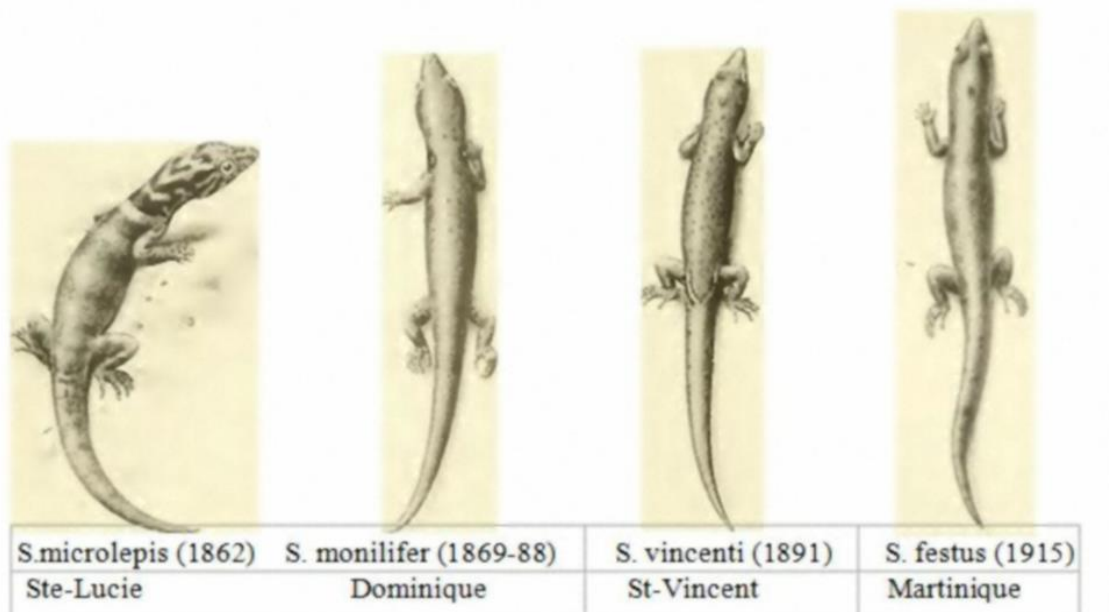 S.microlepis (1862) S. monilifer (1869-88) S. vincenti (1891) S. festus (1915)
Ste-Lucie Dominique St-Vincent Martinique